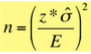 n = (z* σ̂ / E)²